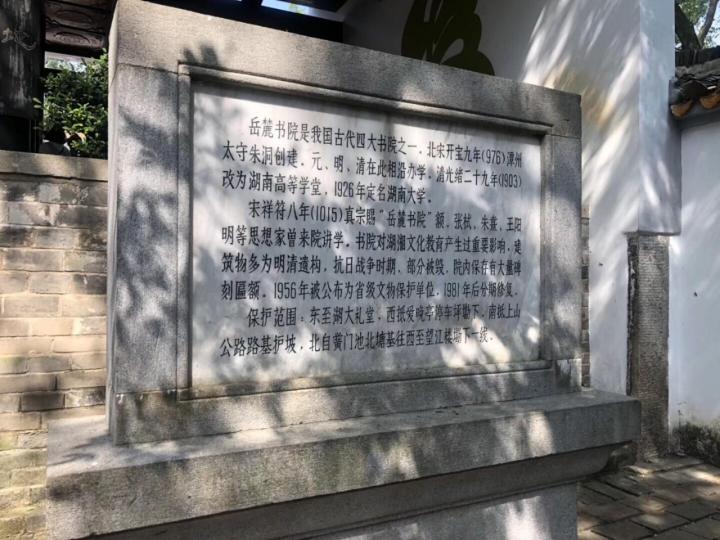 岳麓书院是我国古代四大书院之一，北宋开宝九年(976)潭州
太守朱洞创建。元、明、清在此相沿办学。清光绪二十九年(1903)
改为湖南高等学堂。1926年定名湖南大学。
宋祥符八年(1015)真宗赐"岳麓书院"额。张栻、朱熹、王阳
明等思想家曾来院讲学。书院对湖湘文化教育产生过重要影响，建
筑物多为明清遗构，抗日战争时期、部分被毁。院内保存有大量碑
刻匾额。1956年被公布为省级文物保护单位，1981年后分期修复。
保护范围：东至湖大礼堂，西抵爱晚亭停车坪墈下，南抵上山
公路路基护坡，北自黄门池北墙基往西至望江楼墈下一线。